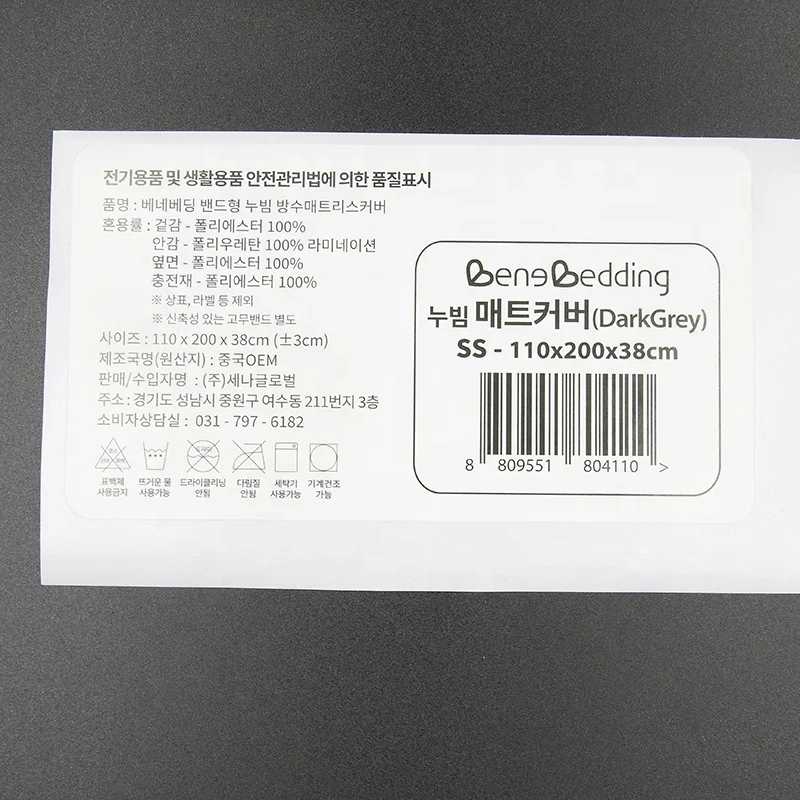 전기용품 및 생활용품 안전관리법에 의한 품질표시
품명 : 베네베딩 밴드형 누빔 방수매트리스커버
혼용률 : 겉감 - 폴리에스터 100%
안감 - 폴리우레탄 100% 라미네이션
옆면 - 폴리에스터 100%
충전재 - 폴리에스터 100%
※ 상표, 라벨 등 제외
※ 신축성 있는 고무밴드 별도
사이즈 : 110 x 200 x 38cm (±3cm)
제조국명(원산지) : 중국OEM
판매/수입자명 : (주)세나글로벌
주소 : 경기도 성남시 중원구 여수동 211번지 3층
소비자상담실 : 031 - 797 - 6182
표백제 사용금지
뜨거운 물 사용가능
드라이클리닝 안됨
다림질 안됨
세탁기 사용가능
기계건조 가능
BeneBedding
누빔 매트커버(DarkGrey)
SS - 110x200x38cm
8 809551 804110 >